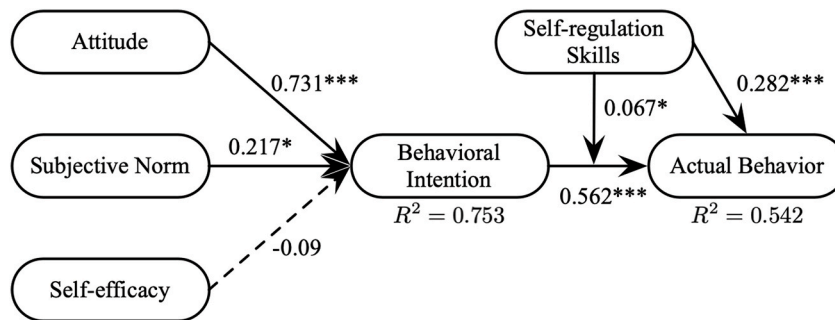 Attitude
Self-regulation
Skills
0.731***
0.282***
0.067*
Subjective Norm
0.217*
Behavioral
Intention
Actual Behavior
0.562***
R² = 0.753
R² = 0.542
-0.09
Self-efficacy